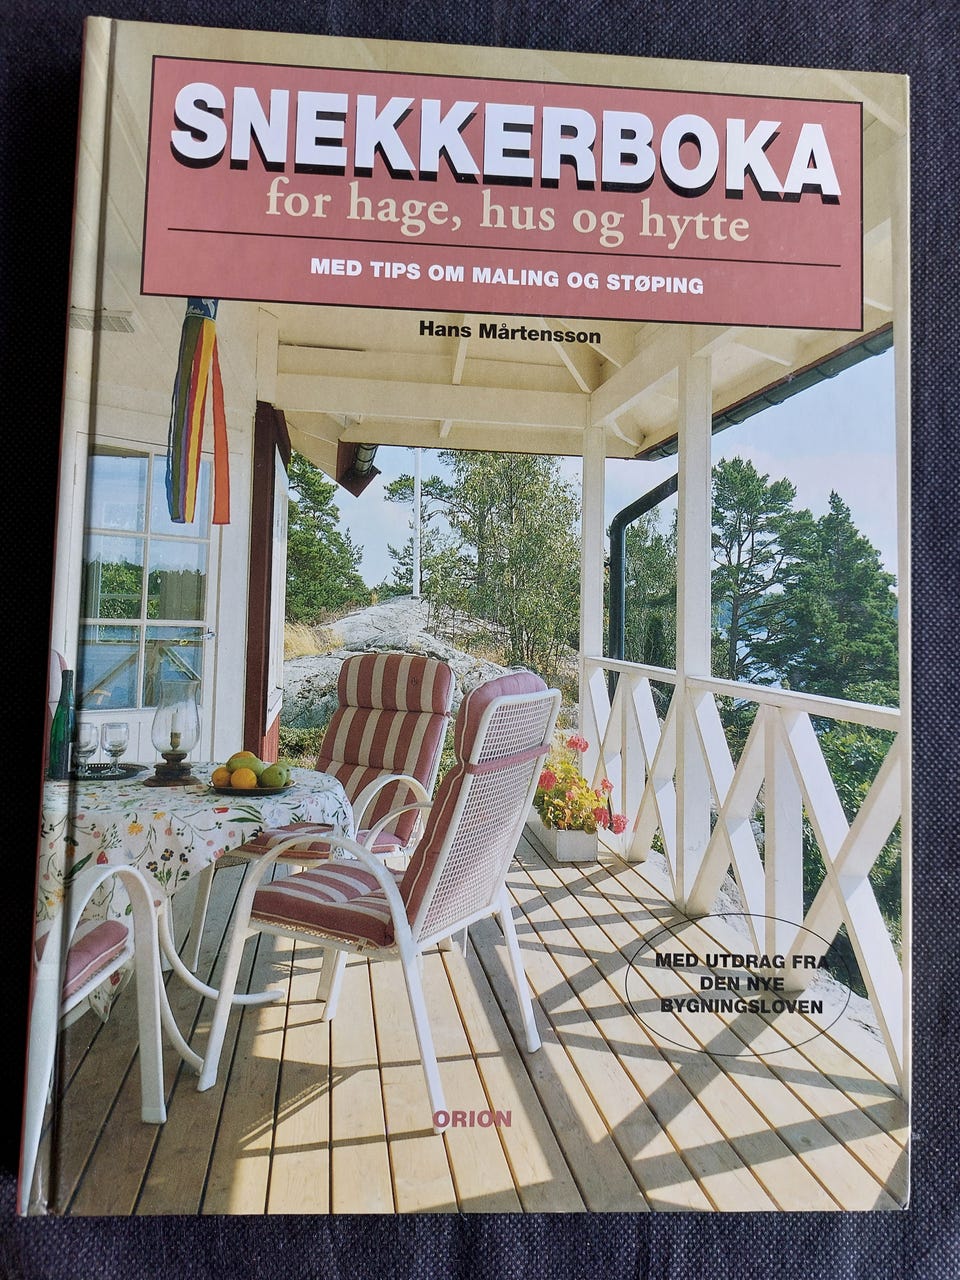 SNEKKERBOKA
for hage, hus og hytte
MED TIPS OM MALING OG STØPING
Hans Mårtensson
MED UTDRAG FRA
DEN NYE
BYGNINGSLOVEN
ORION